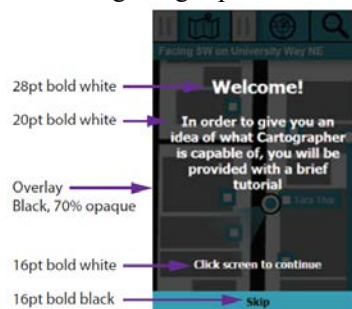 Facing SW on University Way NE
28pt bold white
Welcome!
20pt bold white
In order to give you an
idea of what Cartographer
is capable of, you will be
provided with a brief
tutorial
Overlay
Black, 70% opaque
16pt bold white
Click screen to continue
16pt bold black
Skip